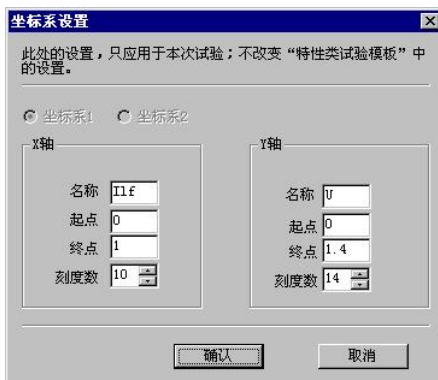 坐标系设置
此处的设置，只应用于本次试验；不改变“特性类试验模板”中
的设置。
坐标系1 坐标系2
X轴
名称 Ilf
起点 0
终点 1
刻度数 10
Y轴
名称 U
起点 0
终点 1.4
刻度数 14
确认 取消